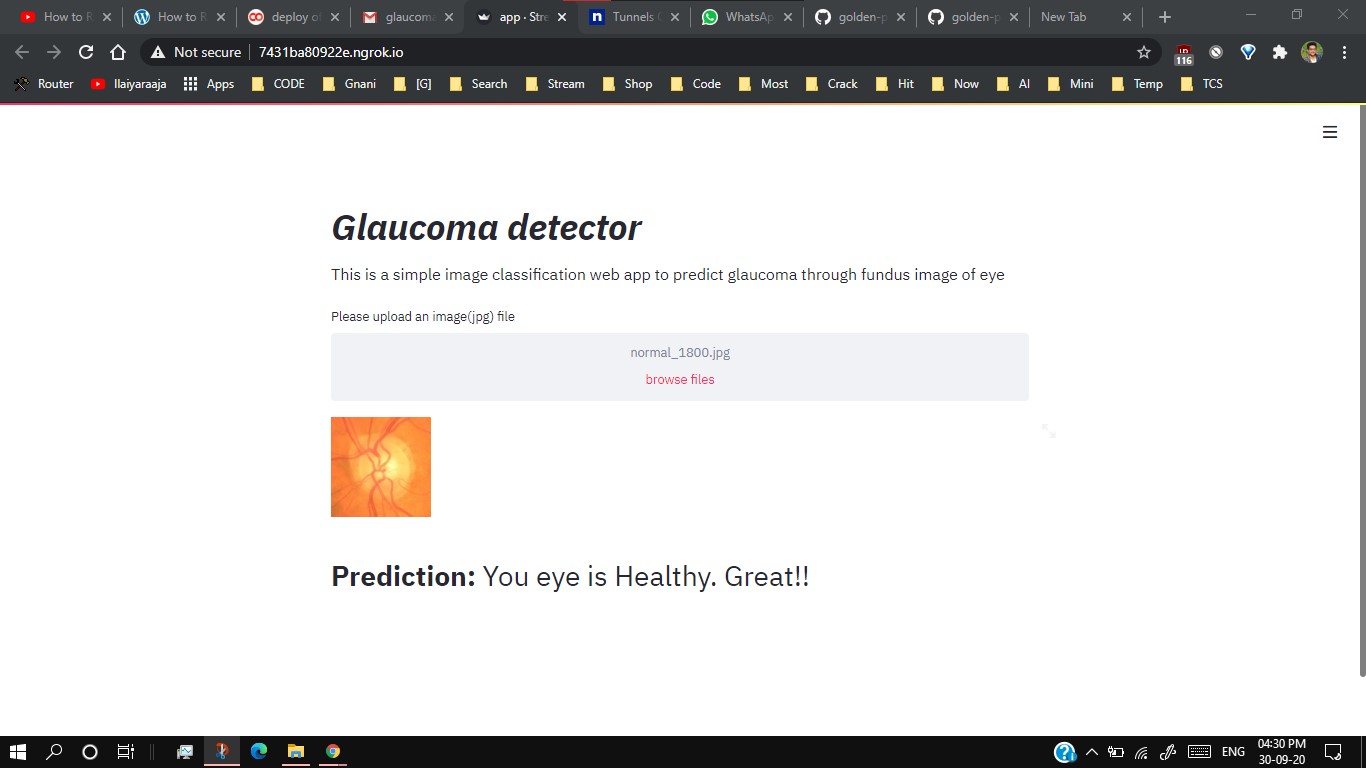 How to R
How to R
deploy o
glaucoma
app · Stre
Tunnels
WhatsAp
golden-p
golden-p
New Tab
Not secure
7431ba80922e.ngrok.io
116
Router
Ilaiyaraaja
Apps
CODE
Gnani
[G]
Search
Stream
Shop
Code
Most
Crack
Hit
Now
AI
Mini
Temp
TCS
Glaucoma detector
This is a simple image classification web app to predict glaucoma through fundus image of eye
Please upload an image(jpg) file
normal_1800.jpg
browse files
Prediction: You eye is Healthy. Great!!
ENG
04:30 PM
30-09-20